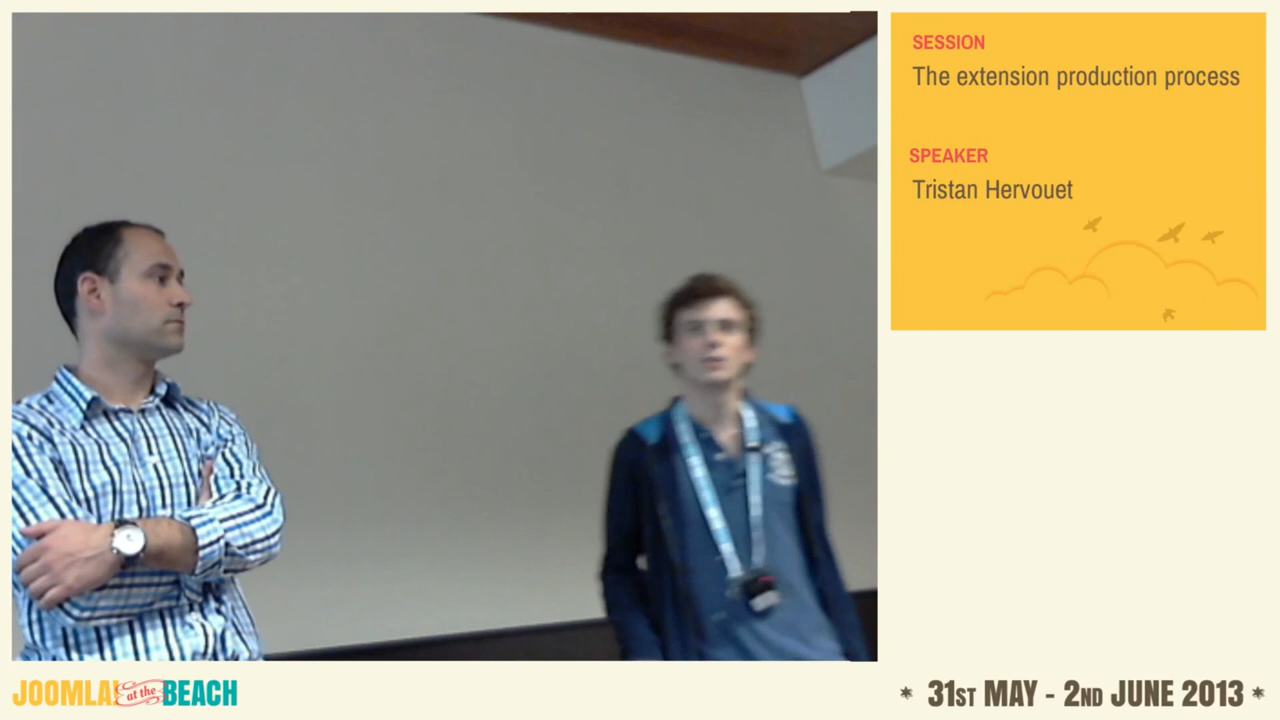 SESSION
The extension production process
SPEAKER
Tristan Hervouet
JOOMLA! at the BEACH
* 31ST MAY - 2ND JUNE 2013 *